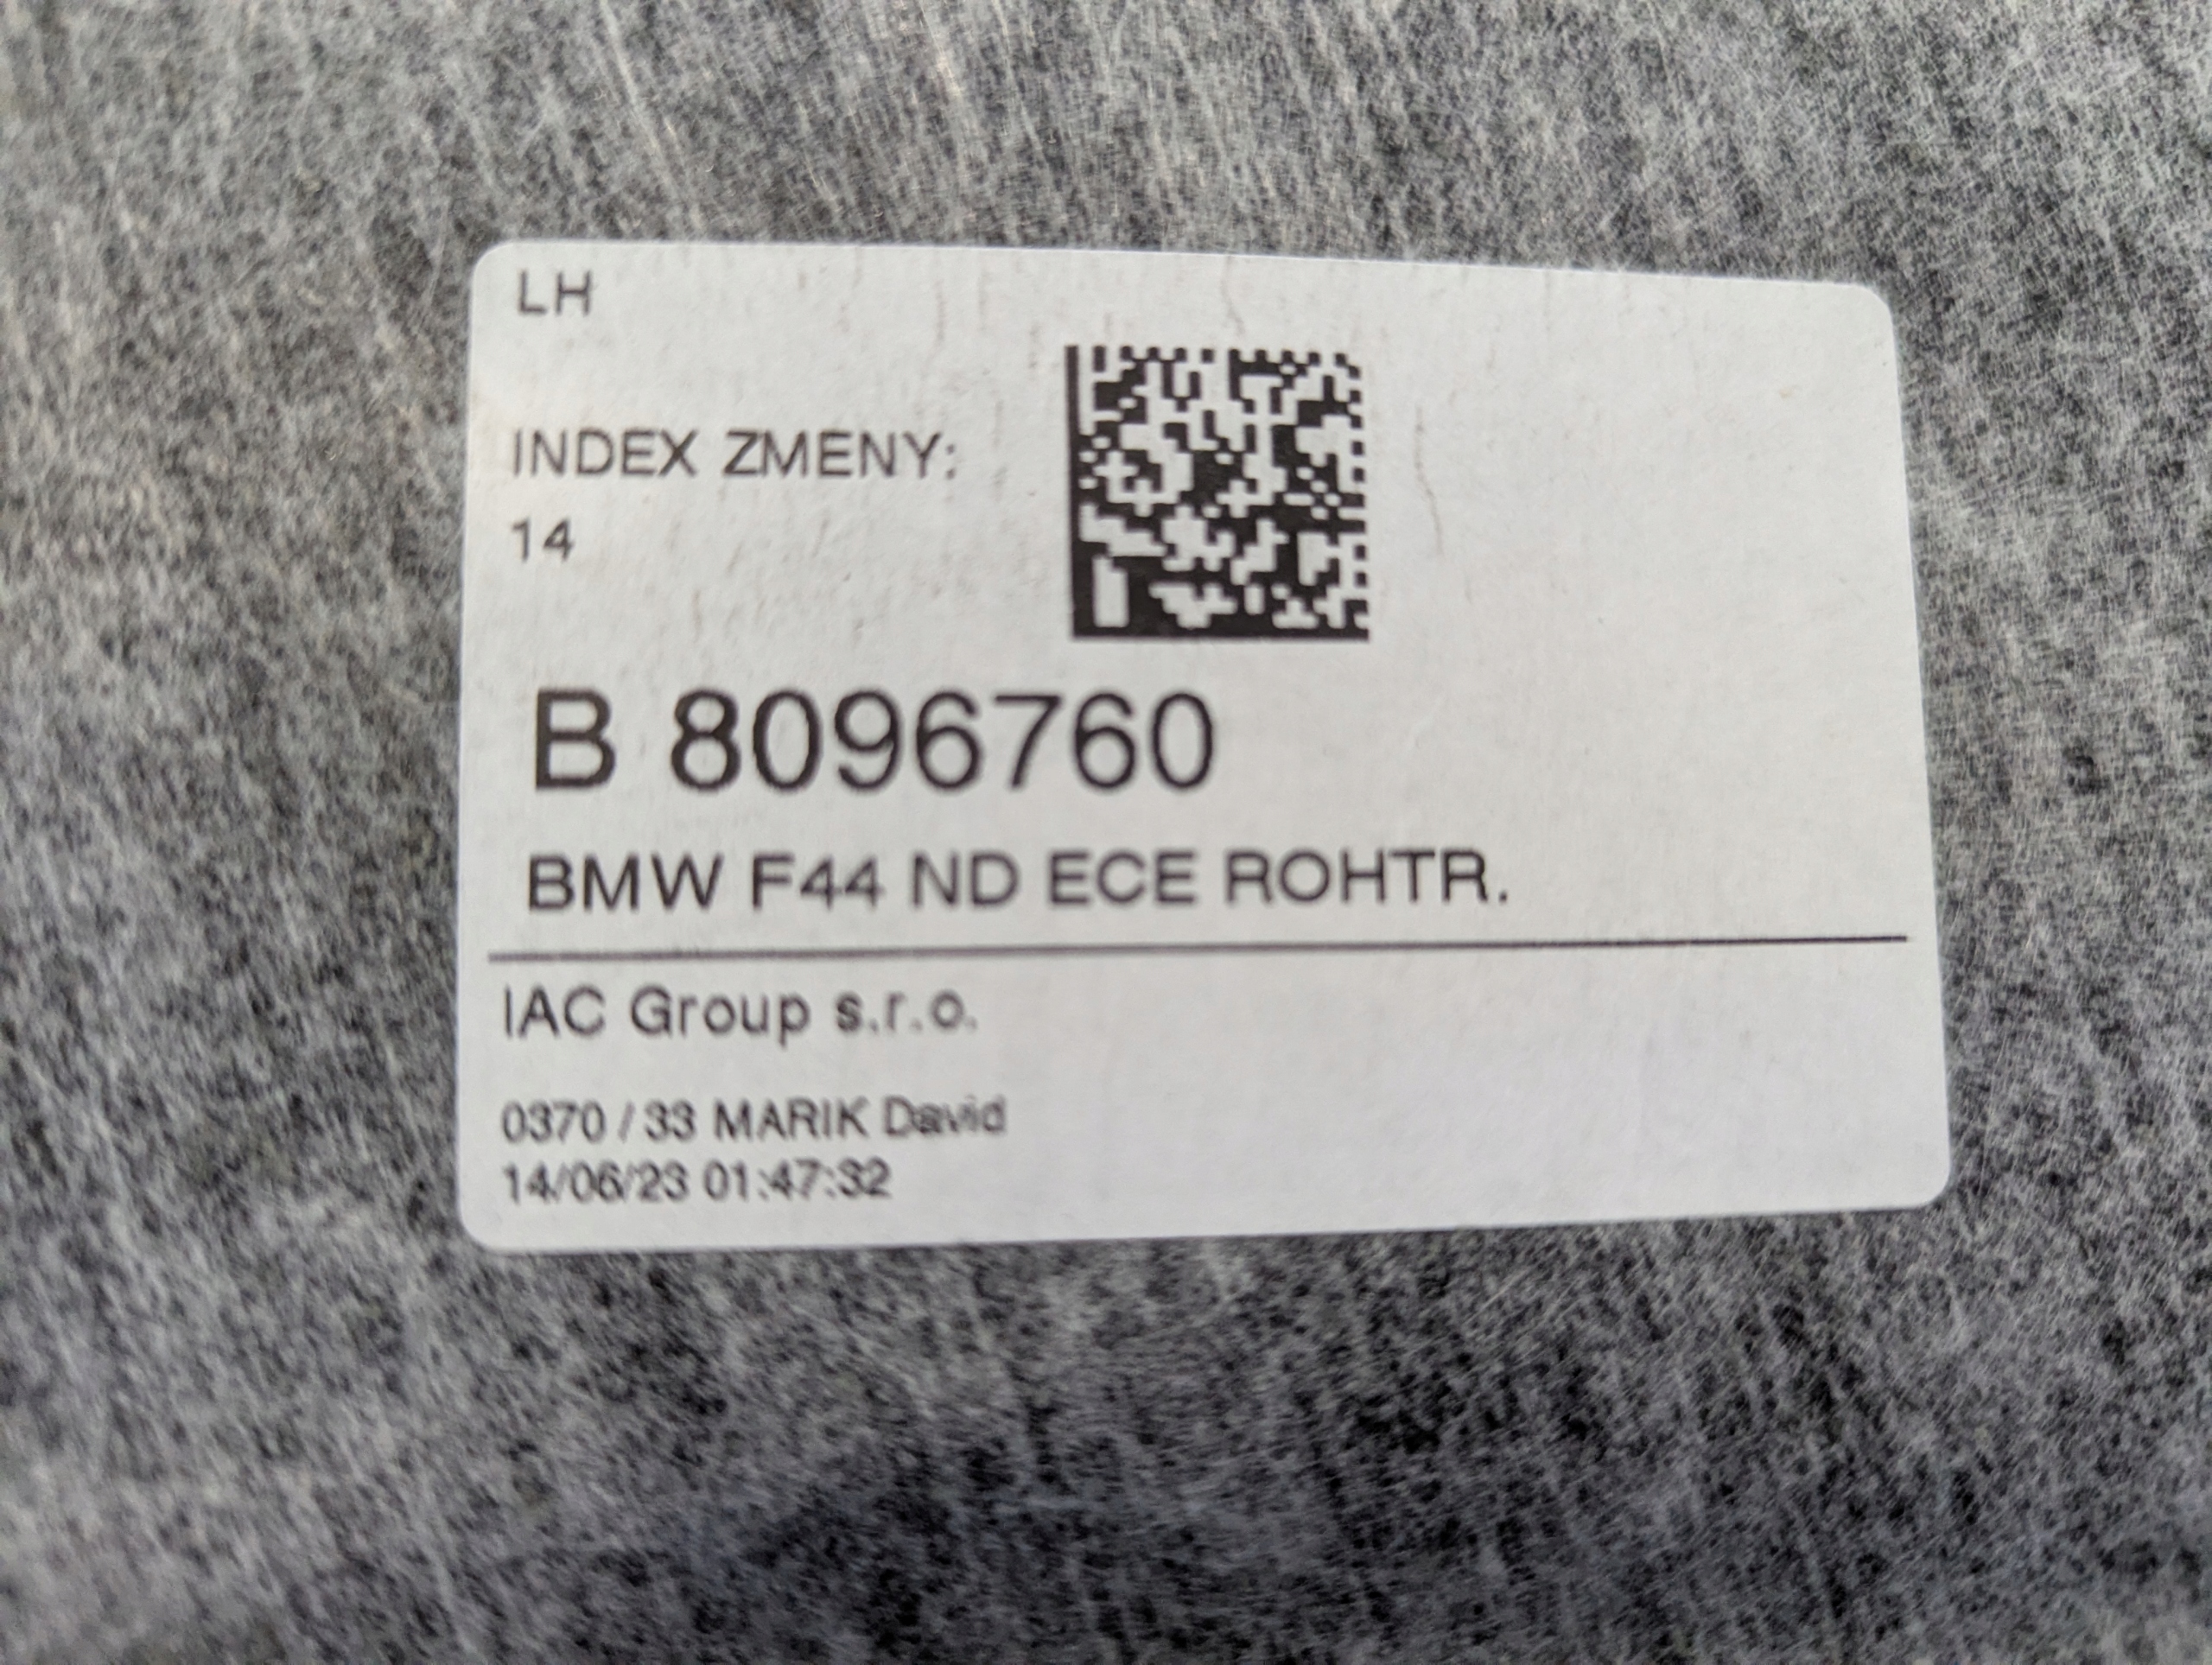 LH
INDEX ZMENY:
14
B 8096760
BMW F44 ND ECE ROHTR.
IAC Group s.r.o.
0370 / 33 MARIK David
14/06/23 01:47:32